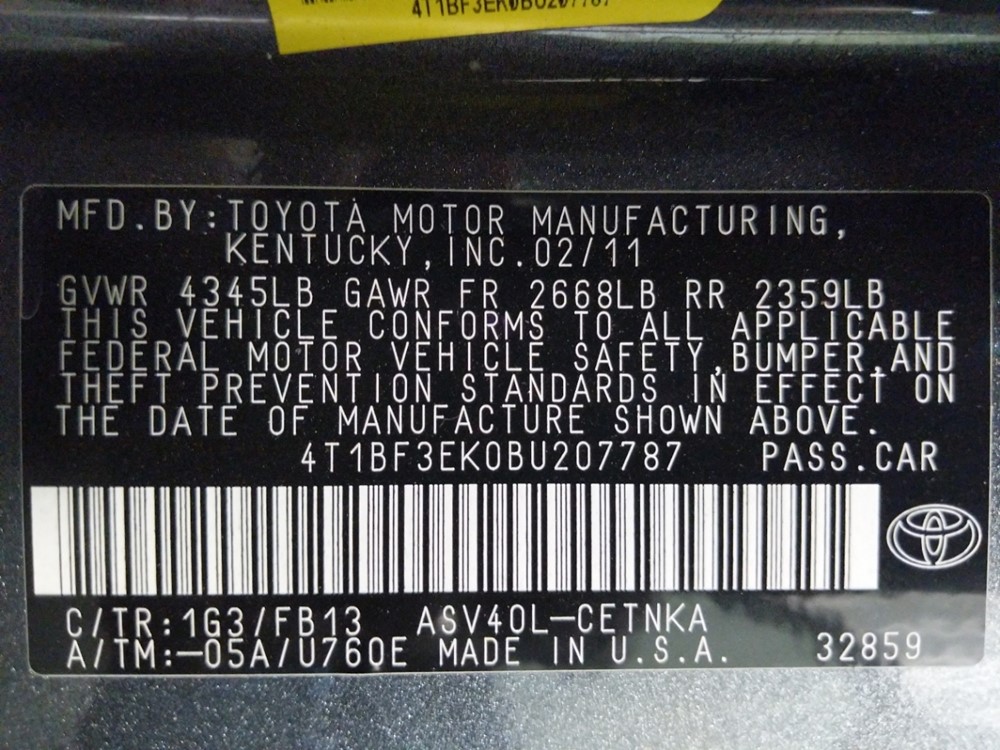 4T1BF3EK0BU207787
MFD.BY:TOYOTA MOTOR MANUFACTURING,
KENTUCKY,INC.02/11
GVWR 4345LB GAWR FR 2668LB RR 2359LB
THIS VEHICLE CONFORMS TO ALL APPLICABLE
FEDERAL MOTOR VEHICLE SAFETY,BUMPER,AND
THEFT PREVENTION STANDARDS IN EFFECT ON
THE DATE OF MANUFACTURE SHOWN ABOVE.
4T1BF3EK0BU207787 PASS.CAR
C/TR:1G3/FB13 ASV40L-CETNKA
A/TM:-05A/U760E MADE IN U.S.A. 32859